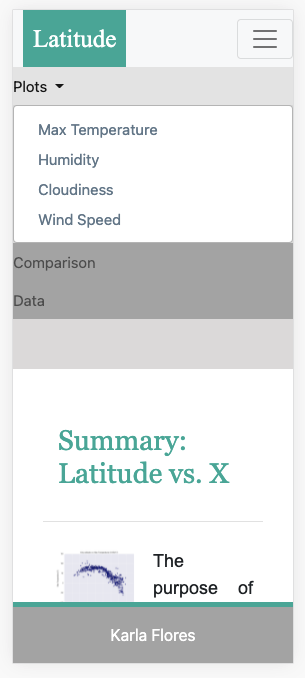 Latitude
Plots
Max Temperature
Humidity
Cloudiness
Wind Speed
Comparison
Data
Summary:
Latitude vs. X
The
purpose of
Karla Flores